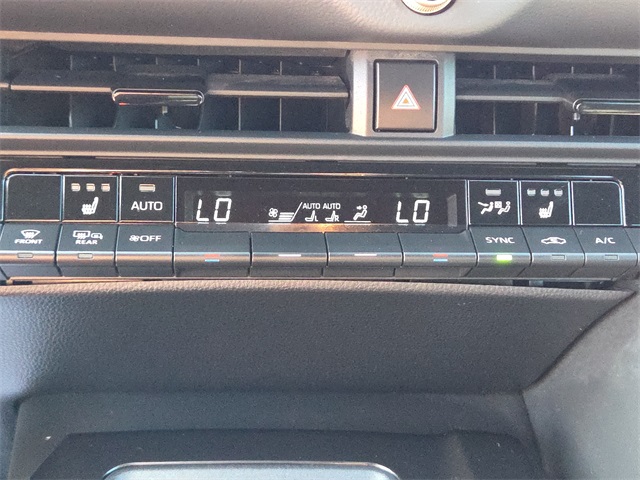 AUTO LO AUTO AUTO LO
L R
FRONT REAR OFF SYNC A/C